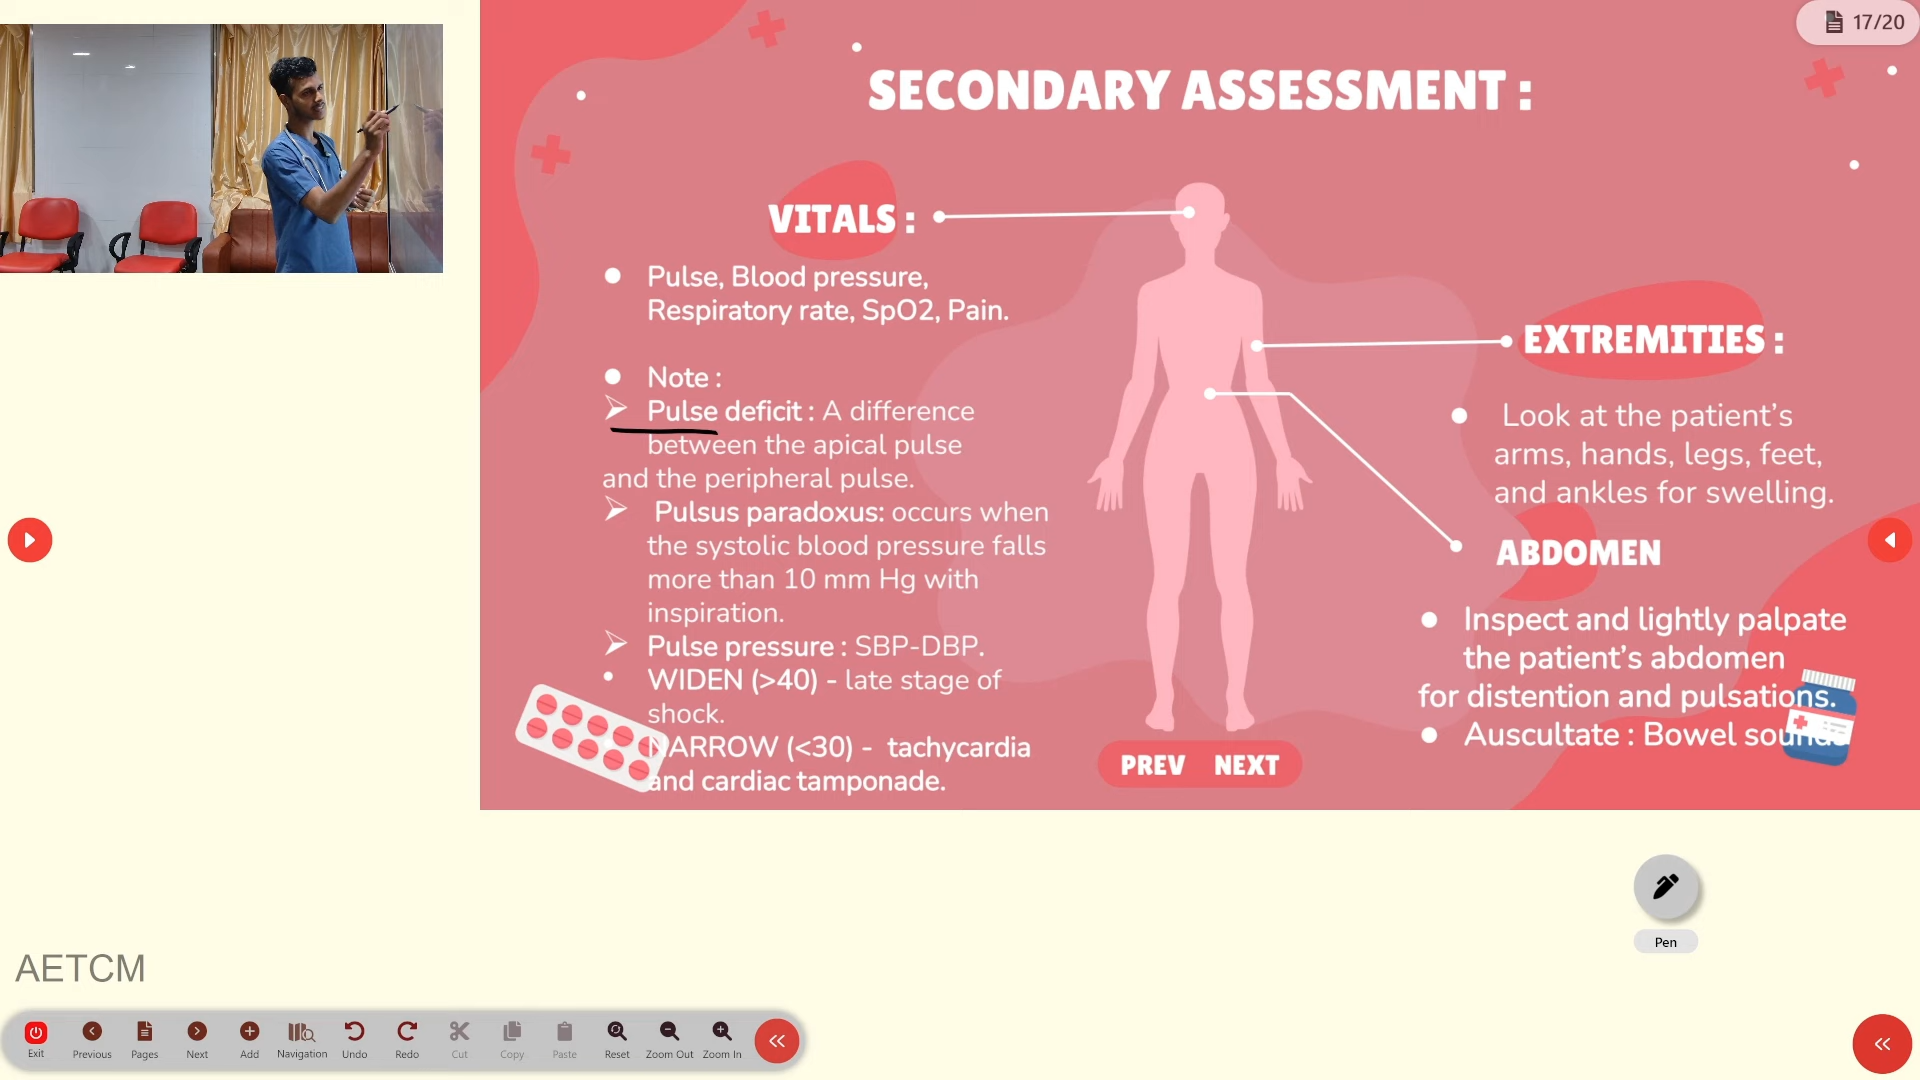 17/20
SECONDARY ASSESSMENT :
VITALS :
Pulse, Blood pressure,
Respiratory rate, SpO2, Pain.
Note :
Pulse deficit : A difference
between the apical pulse
and the peripheral pulse.
Pulsus paradoxus: occurs when
the systolic blood pressure falls
more than 10 mm Hg with
inspiration.
Pulse pressure : SBP-DBP.
WIDEN (>40) - late stage of
shock.
NARROW (<30) - tachycardia
and cardiac tamponade.
EXTREMITIES :
Look at the patient's
arms, hands, legs, feet,
and ankles for swelling.
ABDOMEN
Inspect and lightly palpate
the patient's abdomen
for distention and pulsations.
Auscultate : Bowel sounds
PREV NEXT
Pen
AETCM
Exit Previous Pages Next Add Navigation Undo Redo Cut Copy Paste Reset Zoom Out Zoom In